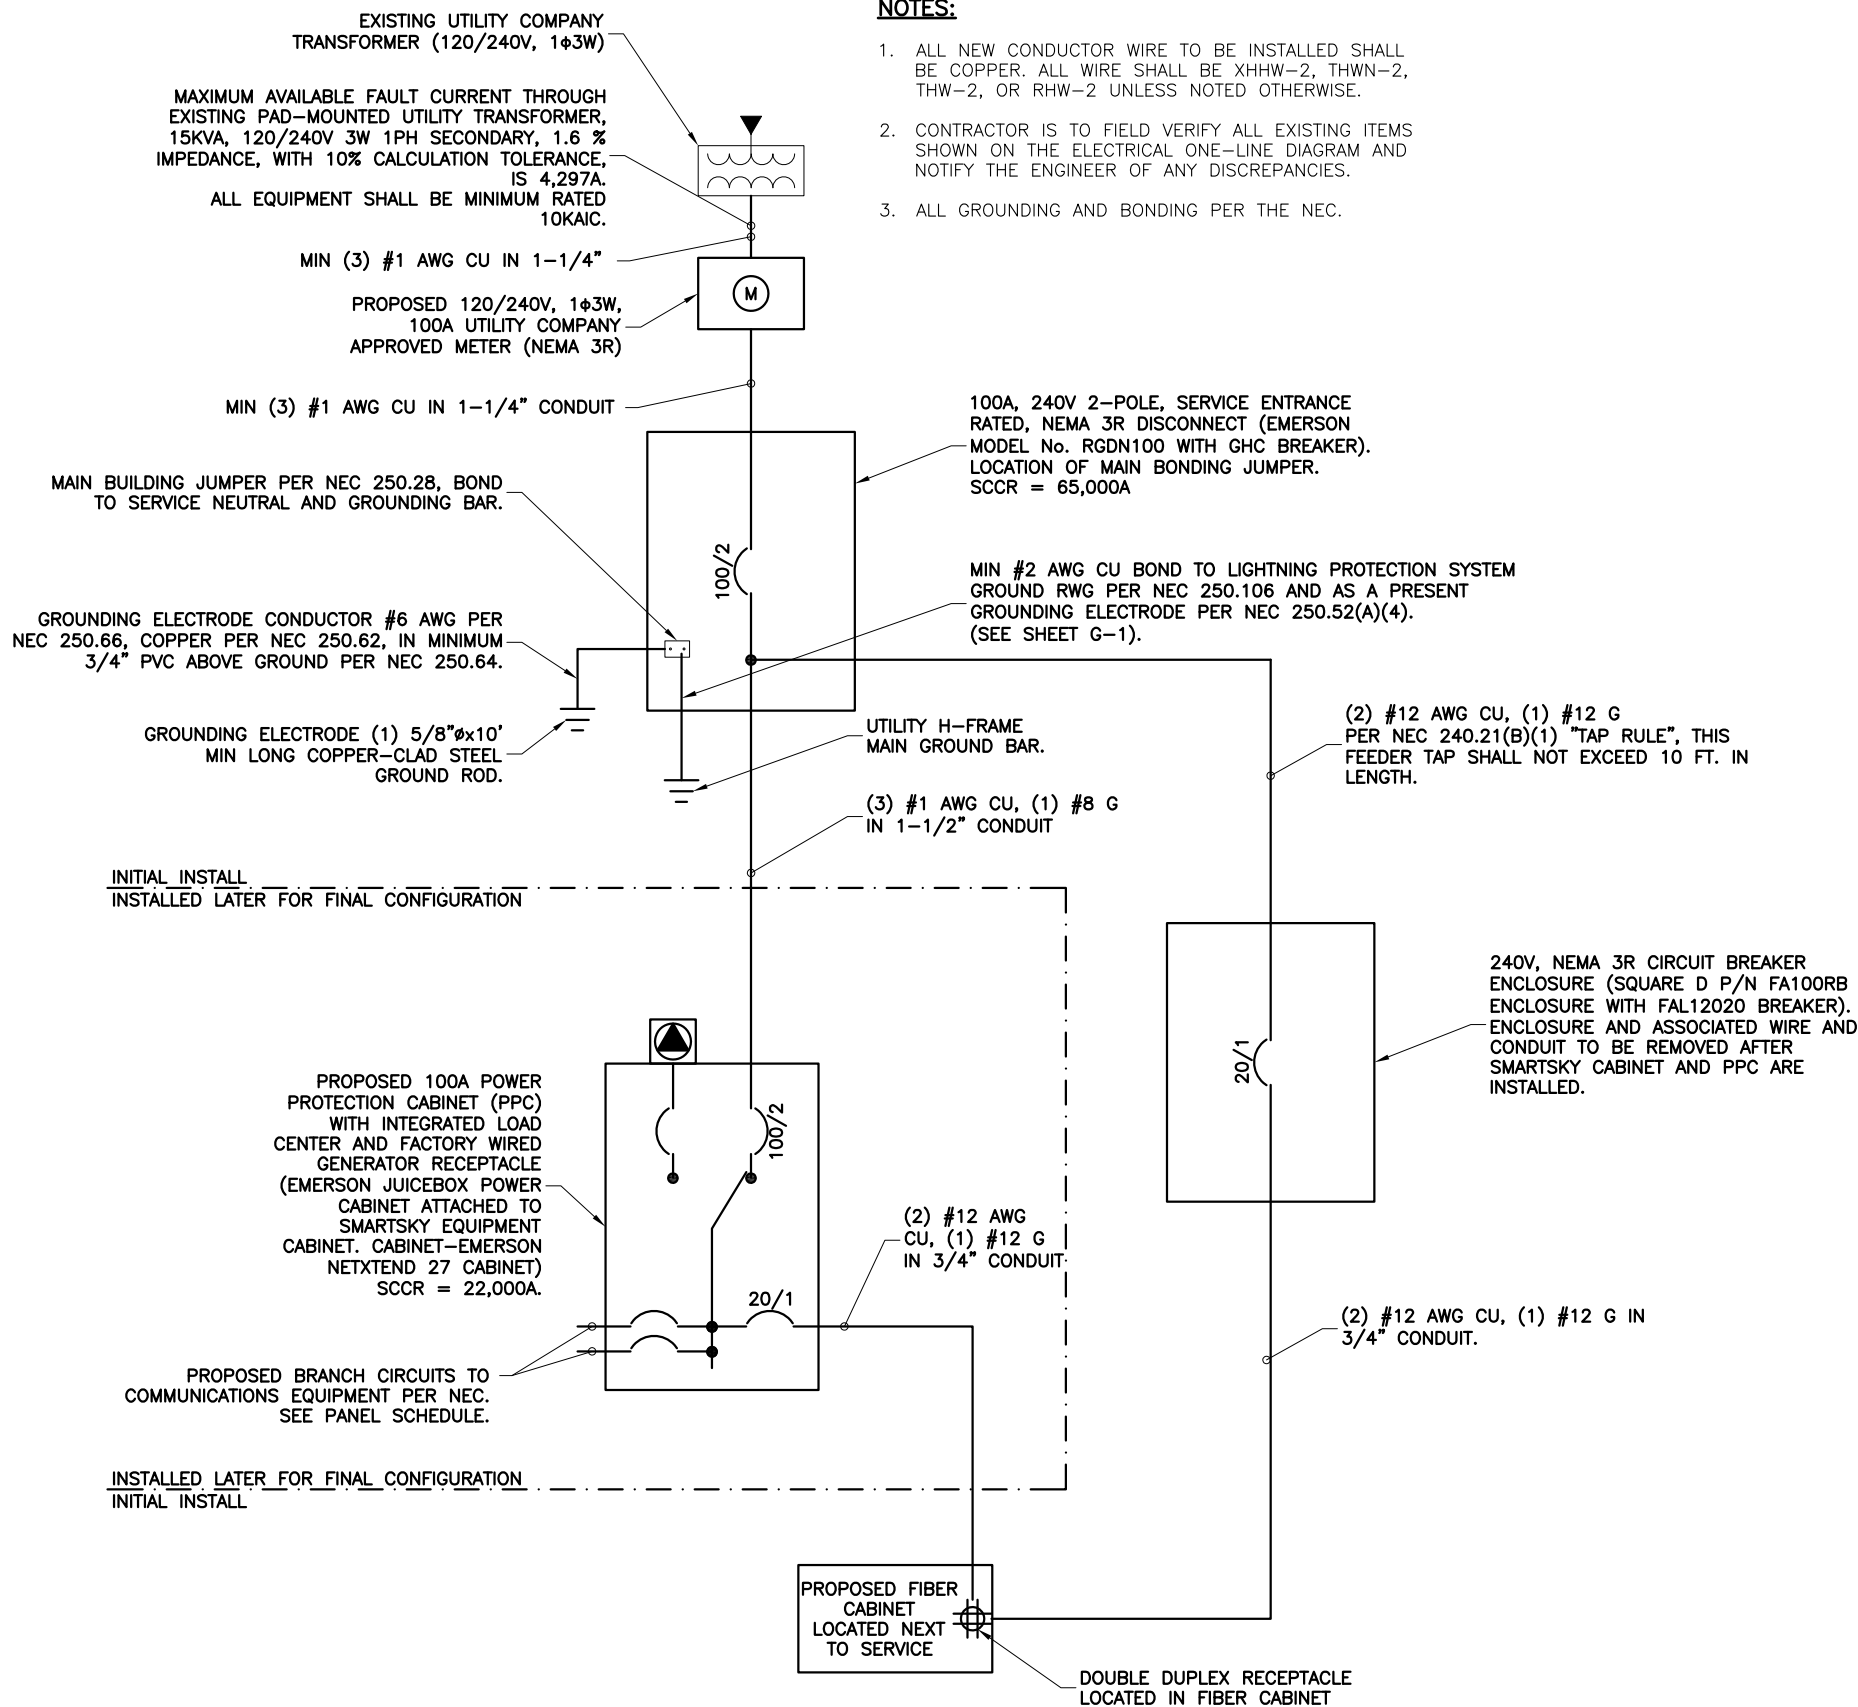 NOTES:
1. ALL NEW CONDUCTOR WIRE TO BE INSTALLED SHALL
BE COPPER. ALL WIRE SHALL BE XHHW-2, THWN-2,
THW-2, OR RHW-2 UNLESS NOTED OTHERWISE.
2. CONTRACTOR IS TO FIELD VERIFY ALL EXISTING ITEMS
SHOWN ON THE ELECTRICAL ONE-LINE DIAGRAM AND
NOTIFY THE ENGINEER OF ANY DISCREPANCIES.
3. ALL GROUNDING AND BONDING PER THE NEC.
EXISTING UTILITY COMPANY
TRANSFORMER (120/240V, 1ɸ3W)
MAXIMUM AVAILABLE FAULT CURRENT THROUGH
EXISTING PAD-MOUNTED UTILITY TRANSFORMER,
15KVA, 120/240V 3W 1PH SECONDARY, 1.6 %
IMPEDANCE, WITH 10% CALCULATION TOLERANCE,
IS 4,297A.
ALL EQUIPMENT SHALL BE MINIMUM RATED
10KAIC.
MIN (3) #1 AWG CU IN 1-1/4"
PROPOSED 120/240V, 1ɸ3W,
100A UTILITY COMPANY
APPROVED METER (NEMA 3R)
M
MIN (3) #1 AWG CU IN 1-1/4" CONDUIT
100A, 240V 2-POLE, SERVICE ENTRANCE
RATED, NEMA 3R DISCONNECT (EMERSON
MODEL No. RGDN100 WITH GHC BREAKER).
LOCATION OF MAIN BONDING JUMPER.
SCCR = 65,000A
MAIN BUILDING JUMPER PER NEC 250.28, BOND
TO SERVICE NEUTRAL AND GROUNDING BAR.
100/2
MIN #2 AWG CU BOND TO LIGHTNING PROTECTION SYSTEM
GROUND RWG PER NEC 250.106 AND AS A PRESENT
GROUNDING ELECTRODE PER NEC 250.52(A)(4).
(SEE SHEET G-1).
GROUNDING ELECTRODE CONDUCTOR #6 AWG PER
NEC 250.66, COPPER PER NEC 250.62, IN MINIMUM
3/4" PVC ABOVE GROUND PER NEC 250.64.
GROUNDING ELECTRODE (1) 5/8"øx10'
MIN LONG COPPER-CLAD STEEL
GROUND ROD.
UTILITY H-FRAME
MAIN GROUND BAR.
(2) #12 AWG CU, (1) #12 G
PER NEC 240.21(B)(1) "TAP RULE", THIS
FEEDER TAP SHALL NOT EXCEED 10 FT. IN
LENGTH.
(3) #1 AWG CU, (1) #8 G
IN 1-1/2" CONDUIT
INITIAL INSTALL
INSTALLED LATER FOR FINAL CONFIGURATION
240V, NEMA 3R CIRCUIT BREAKER
ENCLOSURE (SQUARE D P/N FA100RB
ENCLOSURE WITH FAL12020 BREAKER).
ENCLOSURE AND ASSOCIATED WIRE AND
CONDUIT TO BE REMOVED AFTER
SMARTSKY CABINET AND PPC ARE
INSTALLED.
20/1
PROPOSED 100A POWER
PROTECTION CABINET (PPC)
WITH INTEGRATED LOAD
CENTER AND FACTORY WIRED
GENERATOR RECEPTACLE
(EMERSON JUICEBOX POWER
CABINET ATTACHED TO
SMARTSKY EQUIPMENT
CABINET. CABINET-EMERSON
NETXTEND 27 CABINET)
SCCR = 22,000A.
100/2
(2) #12 AWG
CU, (1) #12 G
IN 3/4" CONDUIT
20/1
(2) #12 AWG CU, (1) #12 G IN
3/4" CONDUIT.
PROPOSED BRANCH CIRCUITS TO
COMMUNICATIONS EQUIPMENT PER NEC.
SEE PANEL SCHEDULE.
INSTALLED LATER FOR FINAL CONFIGURATION
INITIAL INSTALL
PROPOSED FIBER
CABINET
LOCATED NEXT
TO SERVICE
DOUBLE DUPLEX RECEPTACLE
LOCATED IN FIBER CABINET